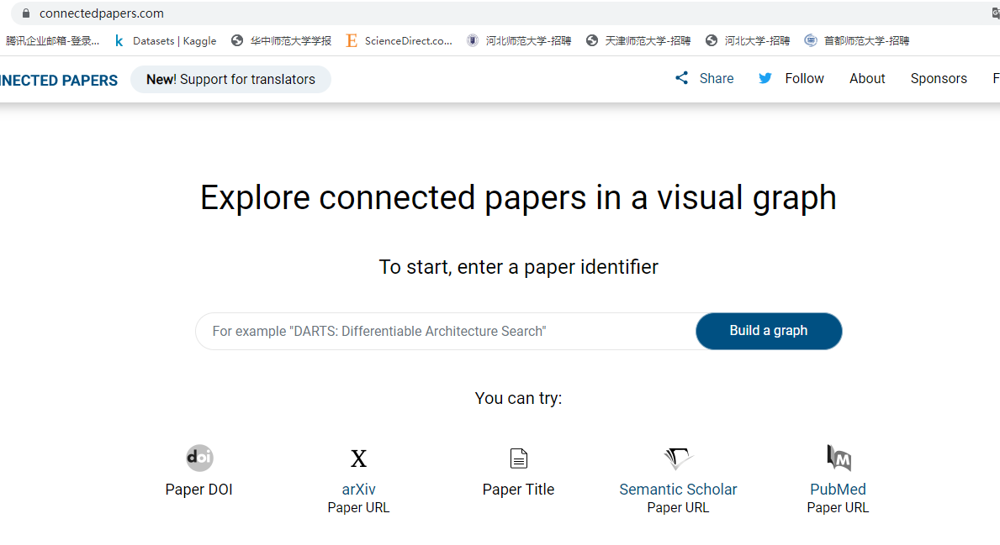 connectedpapers.com
腾讯企业邮箱-登录... k Datasets | Kaggle 华中师范大学学报 E ScienceDirect.co... 河北师范大学-招聘 天津师范大学-招聘 河北大学-招聘 首都师范大学-招聘
NNECTED PAPERS New! Support for translators Share Follow About Sponsors F
Explore connected papers in a visual graph
To start, enter a paper identifier
For example "DARTS: Differentiable Architecture Search" Build a graph
You can try:
doi X M
Paper DOI arXiv Paper Title Semantic Scholar PubMed
Paper URL Paper URL Paper URL